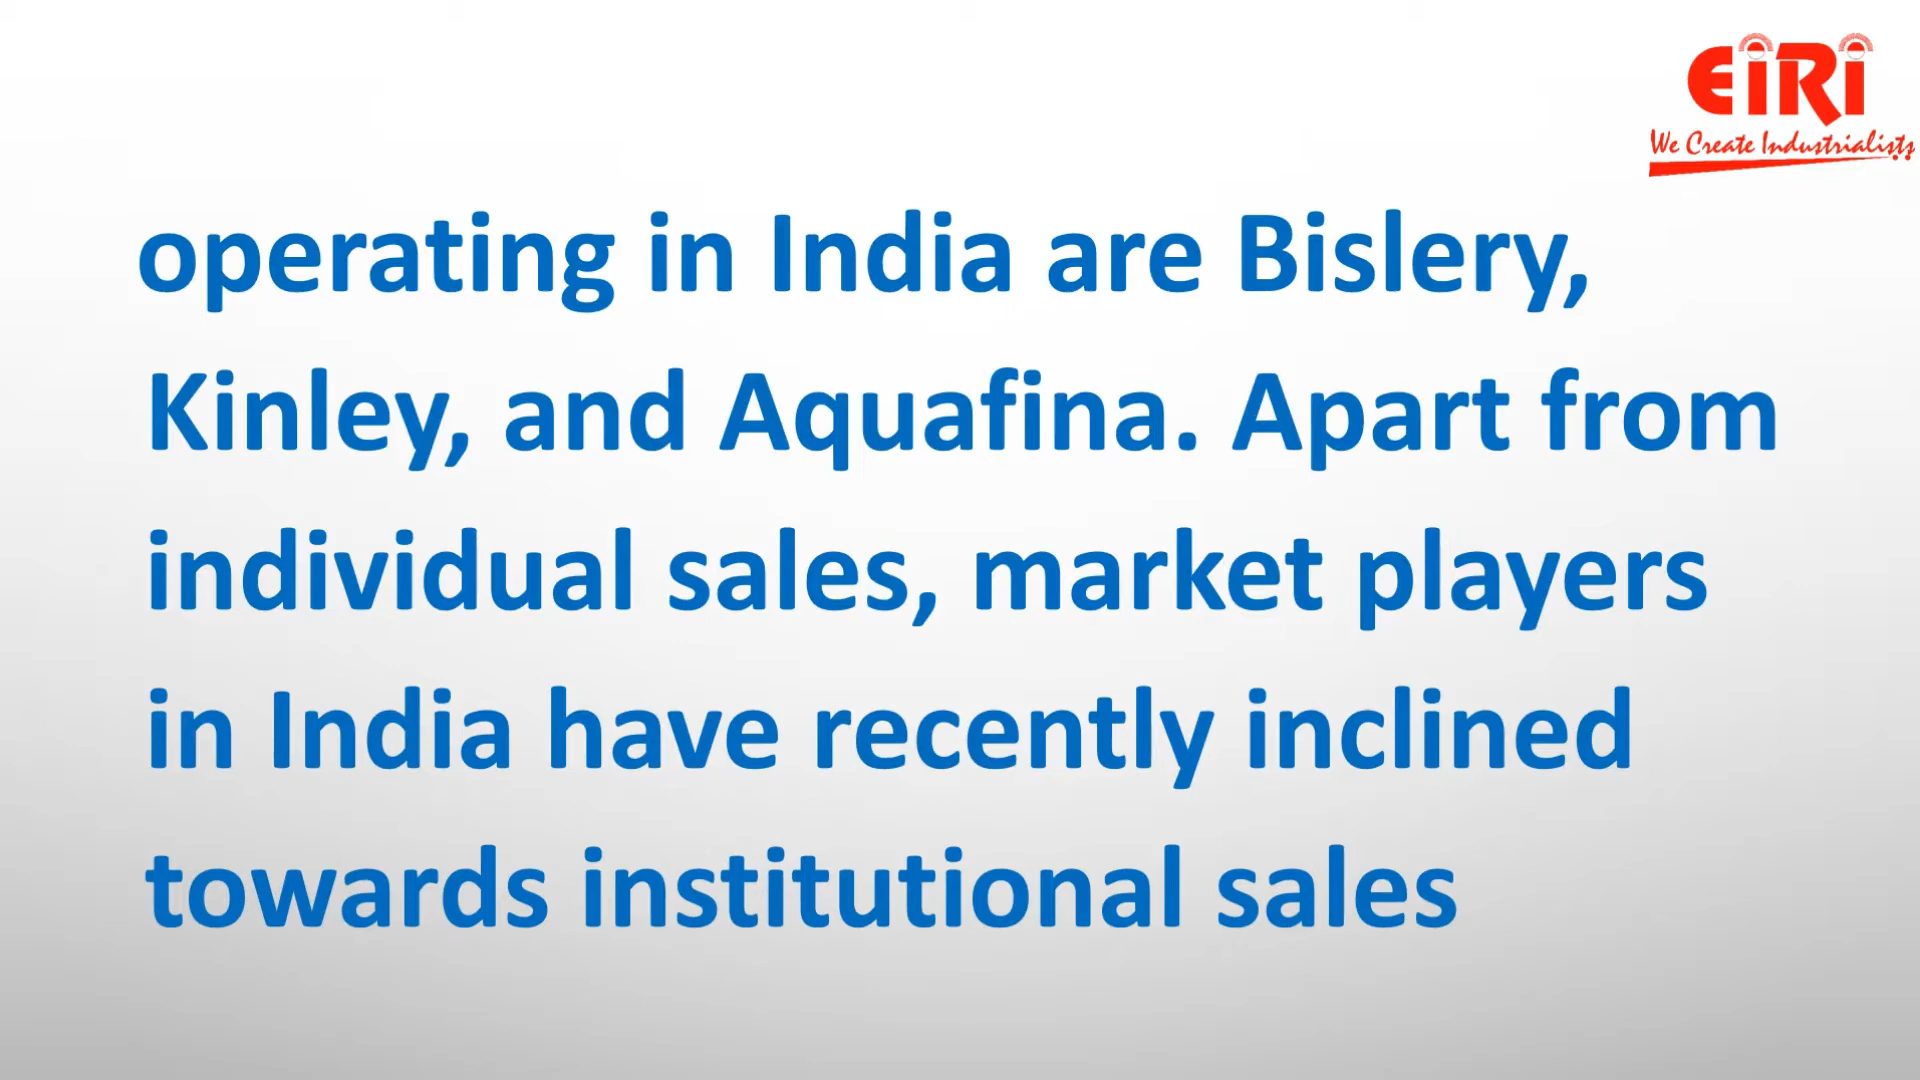 EiRi
We Create Industrialists
operating in India are Bislery,
Kinley, and Aquafina. Apart from
individual sales, market players
in India have recently inclined
towards institutional sales